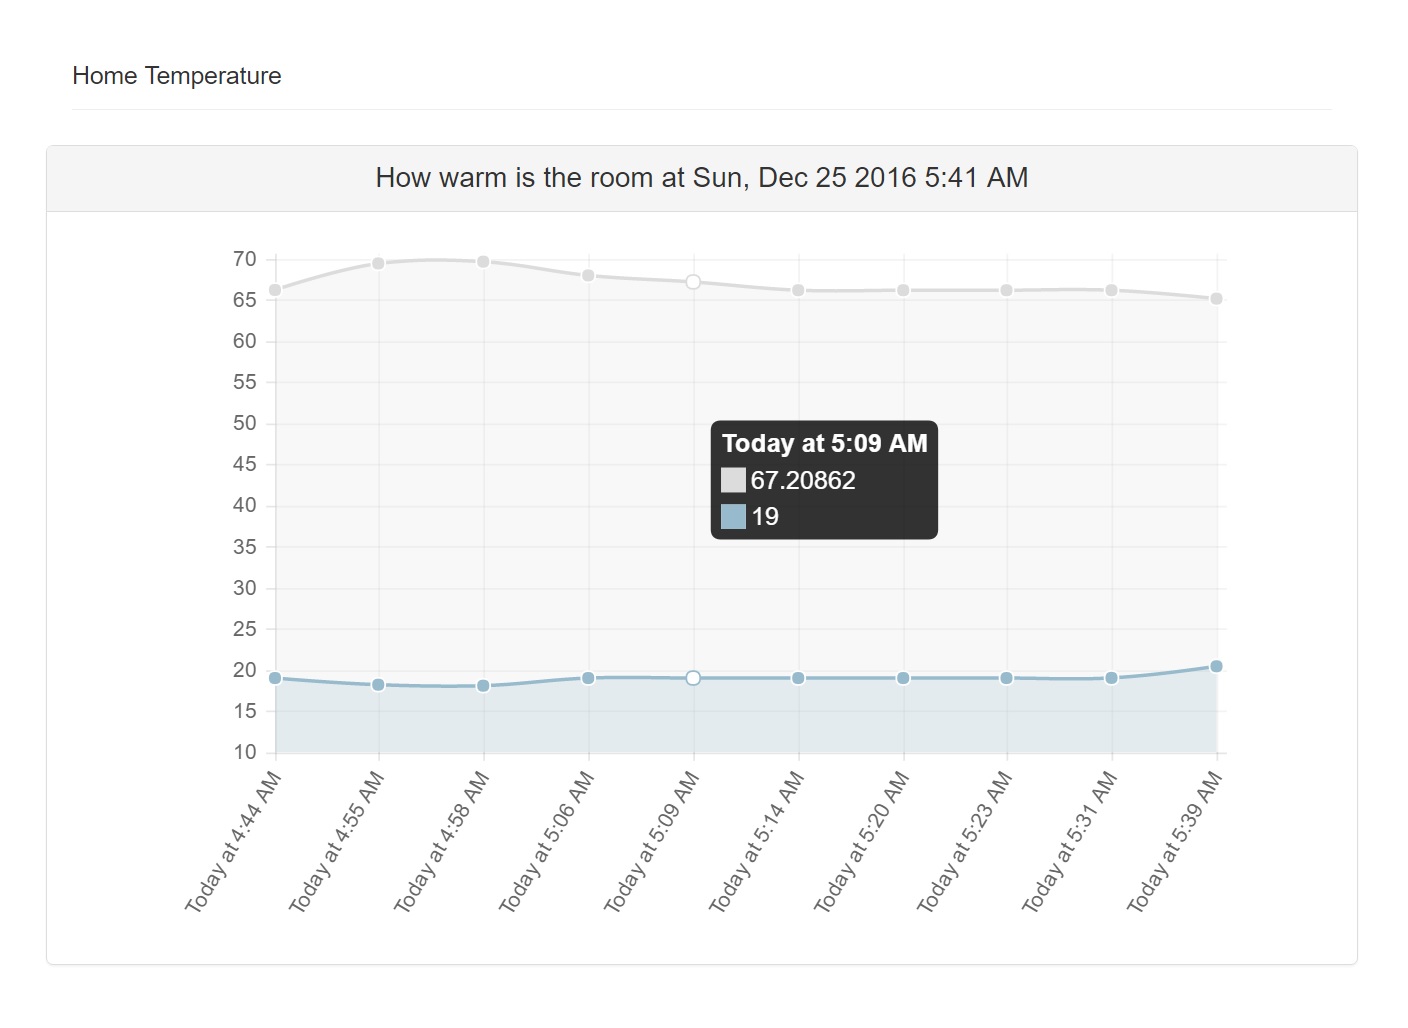 Home Temperature
How warm is the room at Sun, Dec 25 2016 5:41 AM
70
65
60
55
50
45
40
35
30
25
20
15
10
Today at 5:09 AM
67.20862
19
Today at 4:44 AM
Today at 4:55 AM
Today at 4:58 AM
Today at 5:06 AM
Today at 5:09 AM
Today at 5:14 AM
Today at 5:20 AM
Today at 5:23 AM
Today at 5:31 AM
Today at 5:39 AM